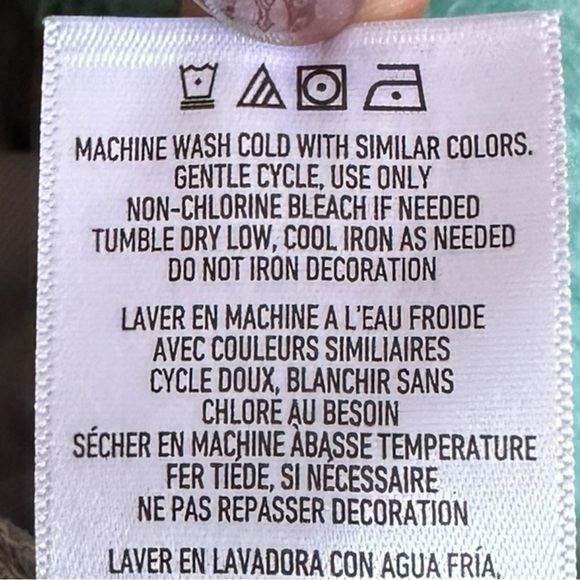 MACHINE WASH COLD WITH SIMILAR COLORS.
GENTLE CYCLE, USE ONLY
NON-CHLORINE BLEACH IF NEEDED
TUMBLE DRY LOW, COOL IRON AS NEEDED
DO NOT IRON DECORATION
LAVER EN MACHINE A L'EAU FROIDE
AVEC COULEURS SIMILIAIRES
CYCLE DOUX, BLANCHIR SANS
CHLORE AU BESOIN
SÉCHER EN MACHINE ÀBASSE TEMPERATURE
FER TIÉDE, SI NÉCESSAIRE
NE PAS REPASSER DECORATION
LAVER EN LAVADORA CON AGUA FRÍA,